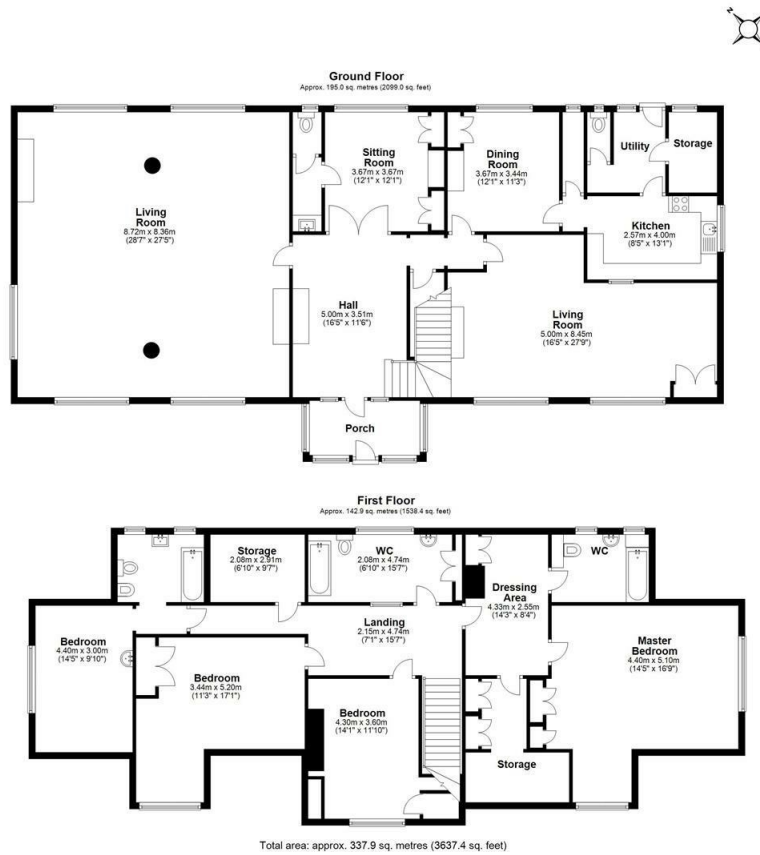 N
Ground Floor
Approx. 195.0 sq. metres (2099.0 sq. feet)
Living
Room
8.72m x 8.36m
(28'7" x 27'5")
Sitting
Room
3.67m x 3.67m
(12'1" x 12'1")
Dining
Room
3.67m x 3.44m
(12'1" x 11'3")
Utility
Storage
Kitchen
2.57m x 4.00m
(8'5" x 13'1")
Hall
5.00m x 3.51m
(16'5" x 11'6")
Living
Room
5.00m x 8.45m
(16'5" x 27'9")
Porch
First Floor
Approx. 142.9 sq. metres (1538.4 sq. feet)
Storage
2.08m x 2.91m
(6'10" x 9'7")
WC
2.08m x 4.74m
(6'10" x 15'7")
WC
Dressing
Area
4.33m x 2.55m
(14'3" x 8'4")
Landing
2.15m x 4.74m
(7'1" x 15'7")
Bedroom
4.40m x 3.00m
(14'5" x 9'10")
Bedroom
3.44m x 5.20m
(11'3" x 17'1")
Master
Bedroom
4.40m x 5.10m
(14'5" x 16'9")
Bedroom
4.30m x 3.60m
(14'1" x 11'10")
Storage
Total area: approx. 337.9 sq. metres (3637.4 sq. feet)